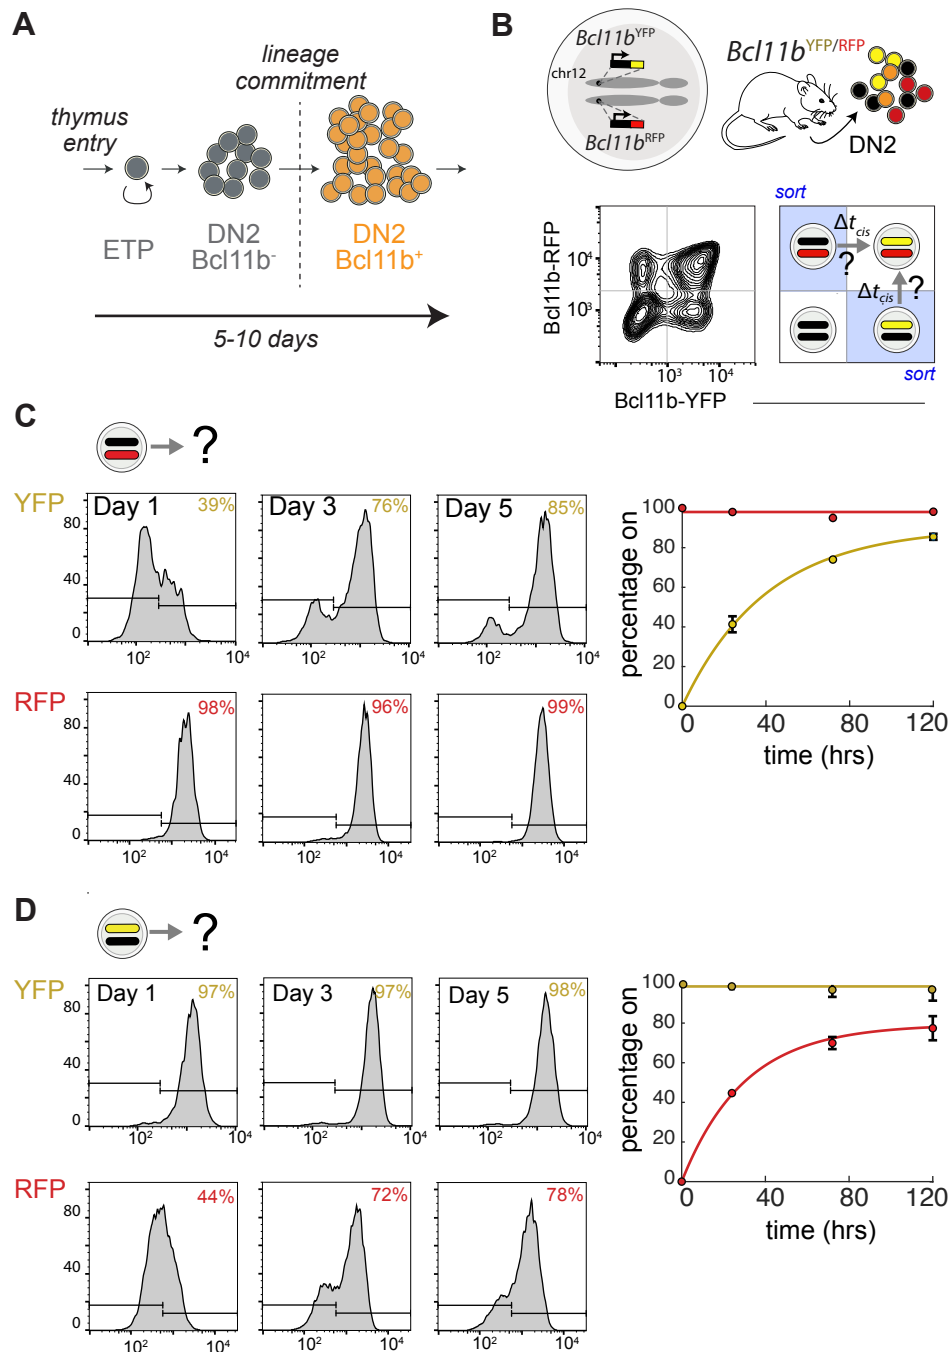 A
lineage
commitment
thymus
entry
ETP
DN2
Bcl11b-
DN2
Bcl11b+
5-10 days
B
Bcl11bYFP
chr12
Bcl11bRFP
Bcl11bYFP/RFP
DN2
Bcl11b-RFP
10⁴
10³
10³
10⁴
Bcl11b-YFP
sort
Δtcis
?
Δtcis
?
sort
C
?
YFP
Day 1
39%
80
40
0
10²
10⁴
Day 3
76%
10²
10⁴
Day 5
85%
10²
10⁴
RFP
98%
80
40
0
10²
10⁴
96%
10²
10⁴
99%
10²
10⁴
percentage on
100
80
60
40
20
0
0
40
80
120
time (hrs)
D
?
YFP
Day 1
97%
80
40
0
10²
10⁴
Day 3
97%
10²
10⁴
Day 5
98%
10²
10⁴
RFP
44%
80
40
0
10²
10⁴
72%
10²
10⁴
78%
10²
10⁴
percentage on
100
80
60
40
20
0
0
40
80
120
time (hrs)